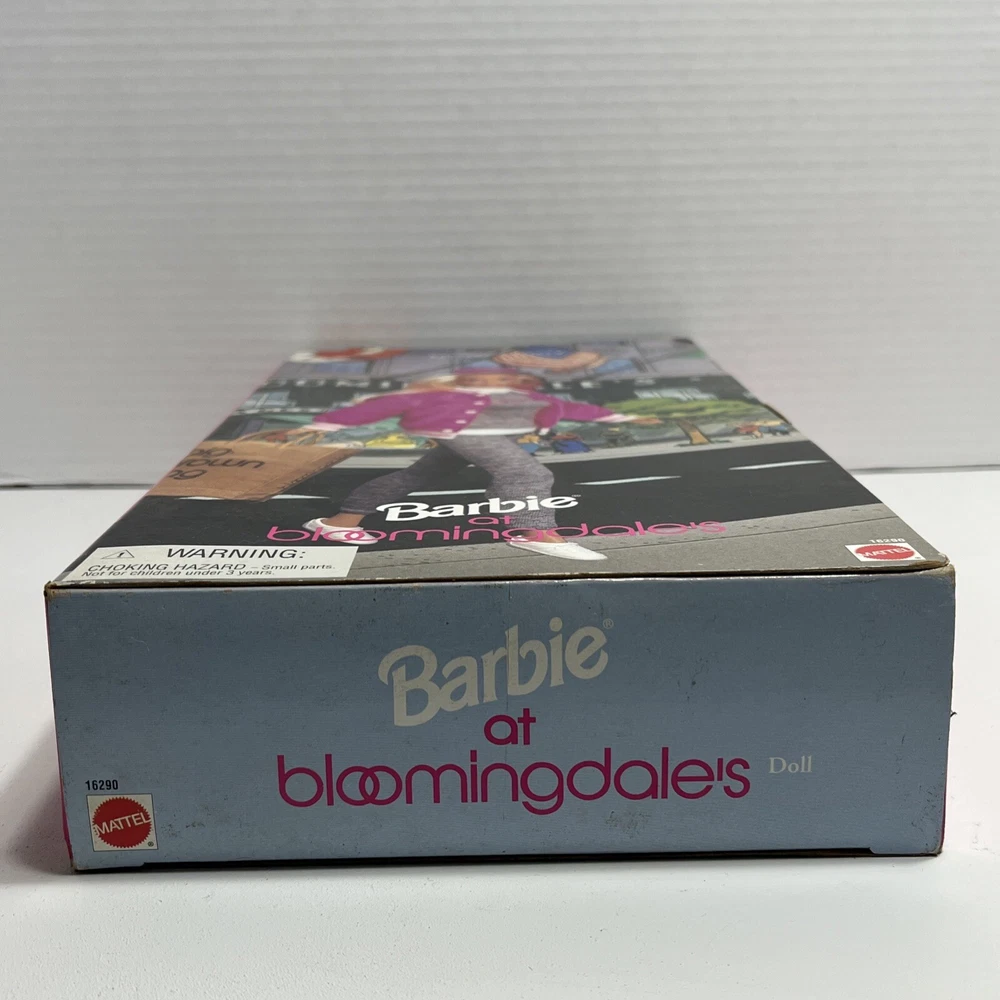 Barbie
at
bloomingdale's
16290
MATTEL
WARNING:
CHOKING HAZARD - Small parts.
Not for children under 3 years.
Barbie®
at
bloomingdale's Doll
16290
MATTEL®